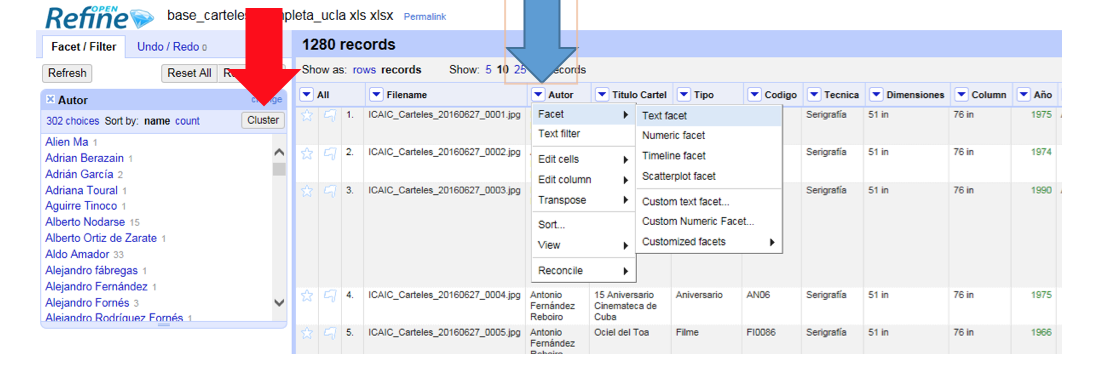 OPEN
Refine base_carteles pleta_ucla xls xlsx Permalink
Facet / Filter Undo / Redo 0 1280 records
Refresh Reset All Show as: rows records Show: 5 10 25 records
Autor change All Filename Autor Titulo Cartel Tipo Codigo Tecnica Dimensiones Column Año
302 choices Sort by: name count Cluster
1. ICAIC_Carteles_20160627_0001.jpg Serigrafía 51 in 76 in 1975
2. ICAIC_Carteles_20160627_0002.jpg Serigrafía 51 in 76 in 1974
3. ICAIC_Carteles_20160627_0003.jpg Serigrafía 51 in 76 in 1990
4. ICAIC_Carteles_20160627_0004.jpg Antonio Fernández Reboiro 15 Aniversario Cinemateca de Cuba Aniversario AN06 Serigrafía 51 in 76 in 1975
5. ICAIC_Carteles_20160627_0005.jpg Antonio Fernández Reboiro Ociel del Toa Filme FI0086 Serigrafía 51 in 76 in 1966
Alien Ma 1
Adrian Berazain 1
Adrián García 2
Adriana Toural 1
Aguirre Tinoco 1
Alberto Nodarse 15
Alberto Ortiz de Zarate 1
Aldo Amador 33
Alejandro fábregas 1
Alejandro Fernández 1
Alejandro Fornés 3
Alejandro Rodríguez Fornés 1
Facet
Text filter
Edit cells
Edit column
Transpose
Sort...
View
Reconcile
Text facet
Numeric facet
Timeline facet
Scatterplot facet
Custom text facet...
Custom Numeric Facet...
Customized facets